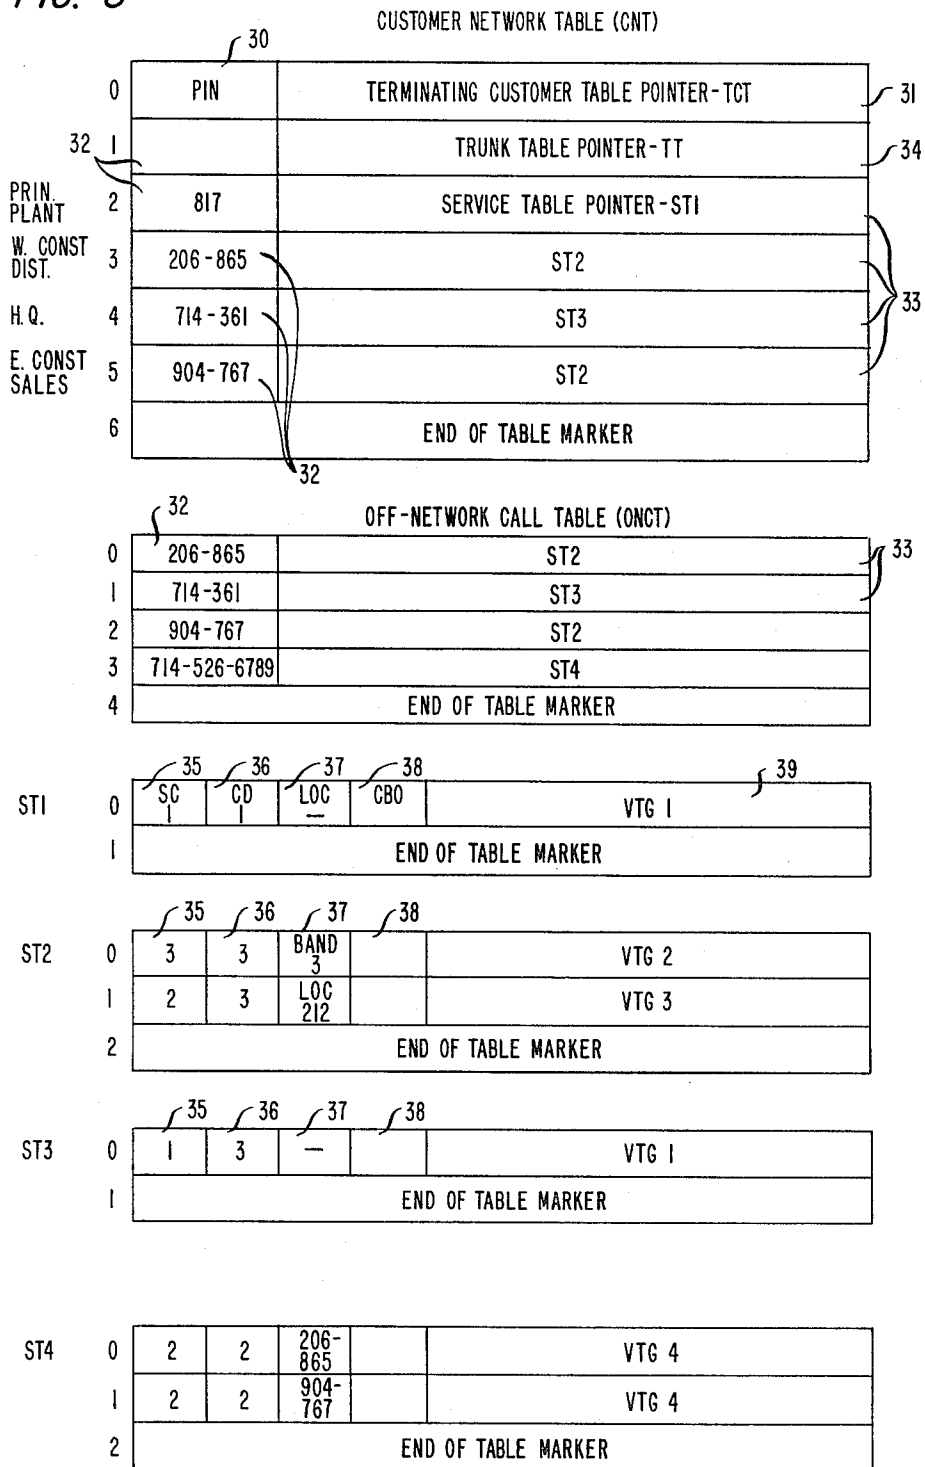 CUSTOMER NETWORK TABLE (CNT)
30
0 PIN TERMINATING CUSTOMER TABLE POINTER-TCT 31
32 1 TRUNK TABLE POINTER-TT 34
PRIN. PLANT 2 817 SERVICE TABLE POINTER-ST1
W. CONST DIST. 3 206-865 ST2
33
H.Q. 4 714-361 ST3
E. CONST SALES 5 904-767 ST2
6 END OF TABLE MARKER
32
32 OFF-NETWORK CALL TABLE (ONCT)
0 206-865 ST2 33
1 714-361 ST3
2 904-767 ST2
3 714-526-6789 ST4
4 END OF TABLE MARKER
35 36 37 38 39
ST1 0 SC 1 CD 1 LOC — CBO VTG 1
1 END OF TABLE MARKER
35 36 37 38
ST2 0 3 3 BAND 3 VTG 2
1 2 3 LOC 212 VTG 3
2 END OF TABLE MARKER
35 36 37 38
ST3 0 1 3 — VTG 1
1 END OF TABLE MARKER
ST4 0 2 2 206-865 VTG 4
1 2 2 904-767 VTG 4
2 END OF TABLE MARKER